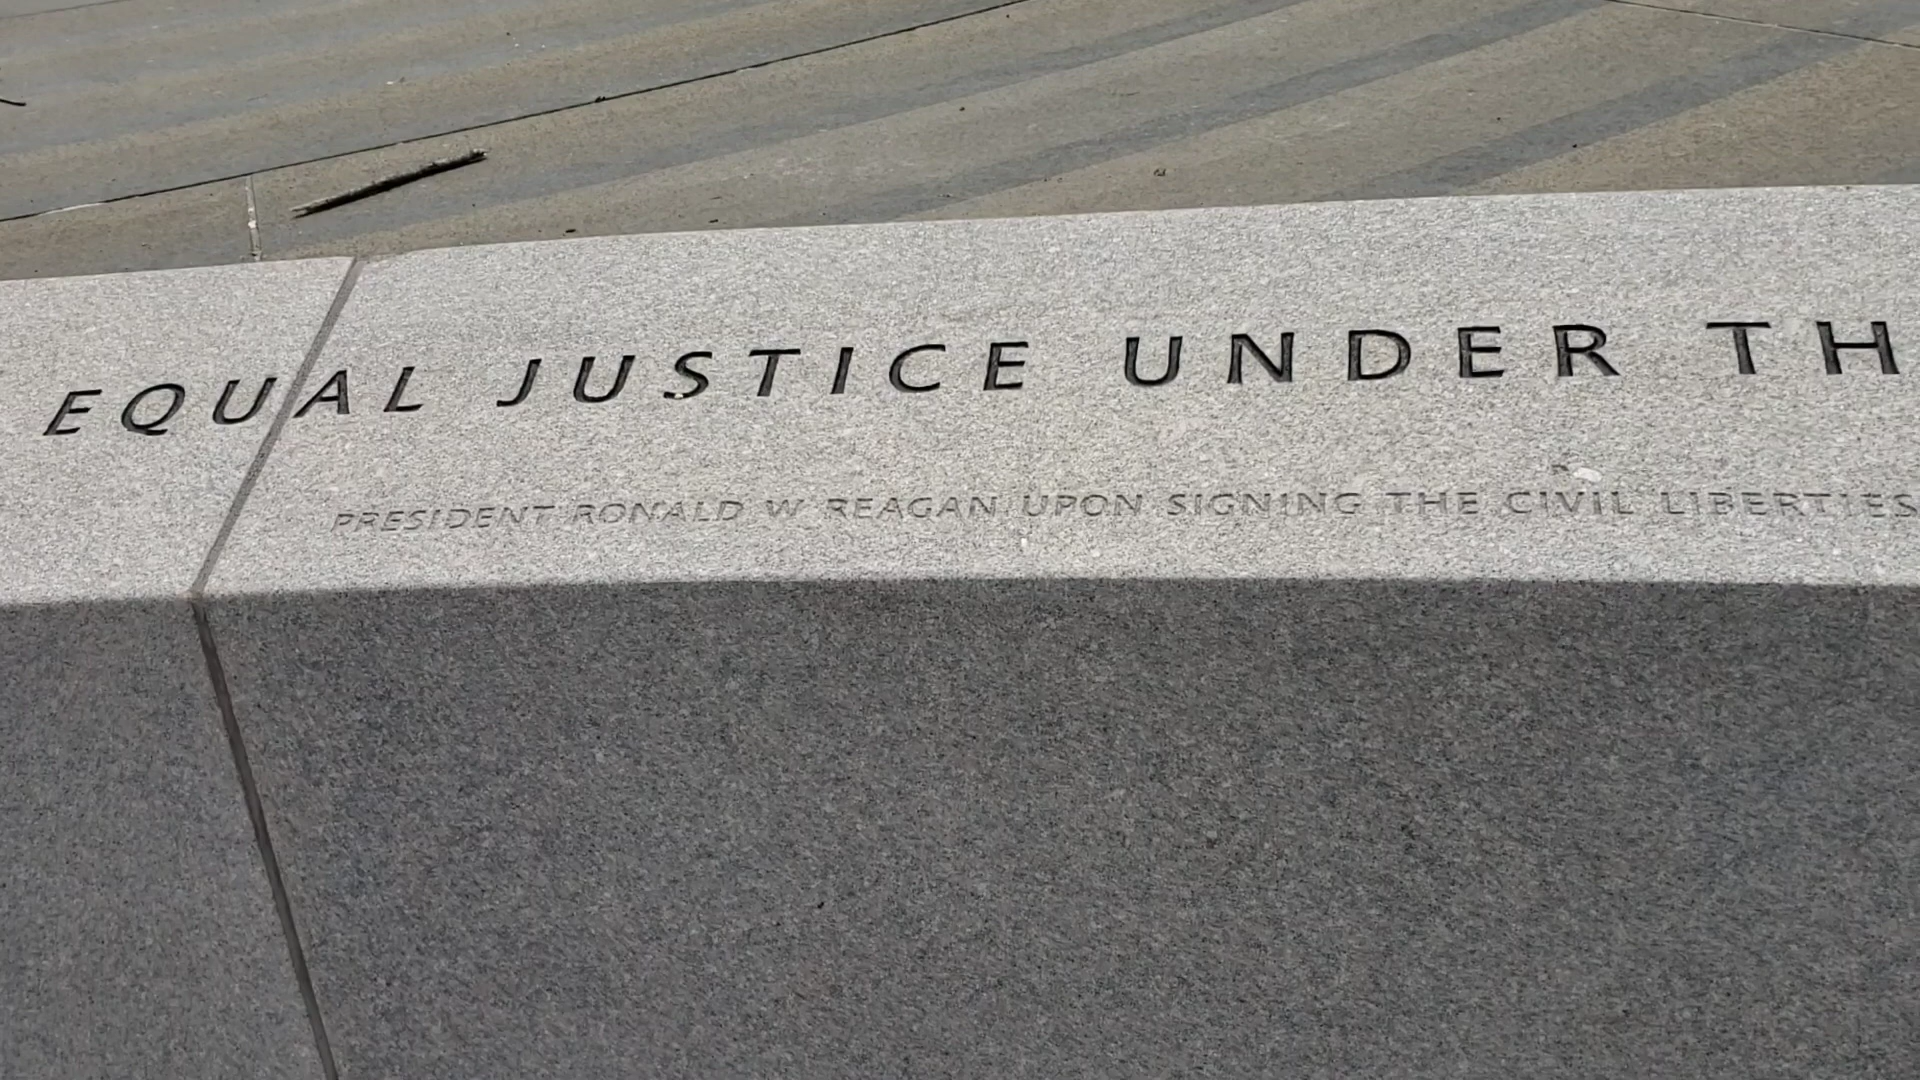 EQUAL JUSTICE UNDER TH
PRESIDENT RONALD W REAGAN UPON SIGNING THE CIVIL LIBERTIES